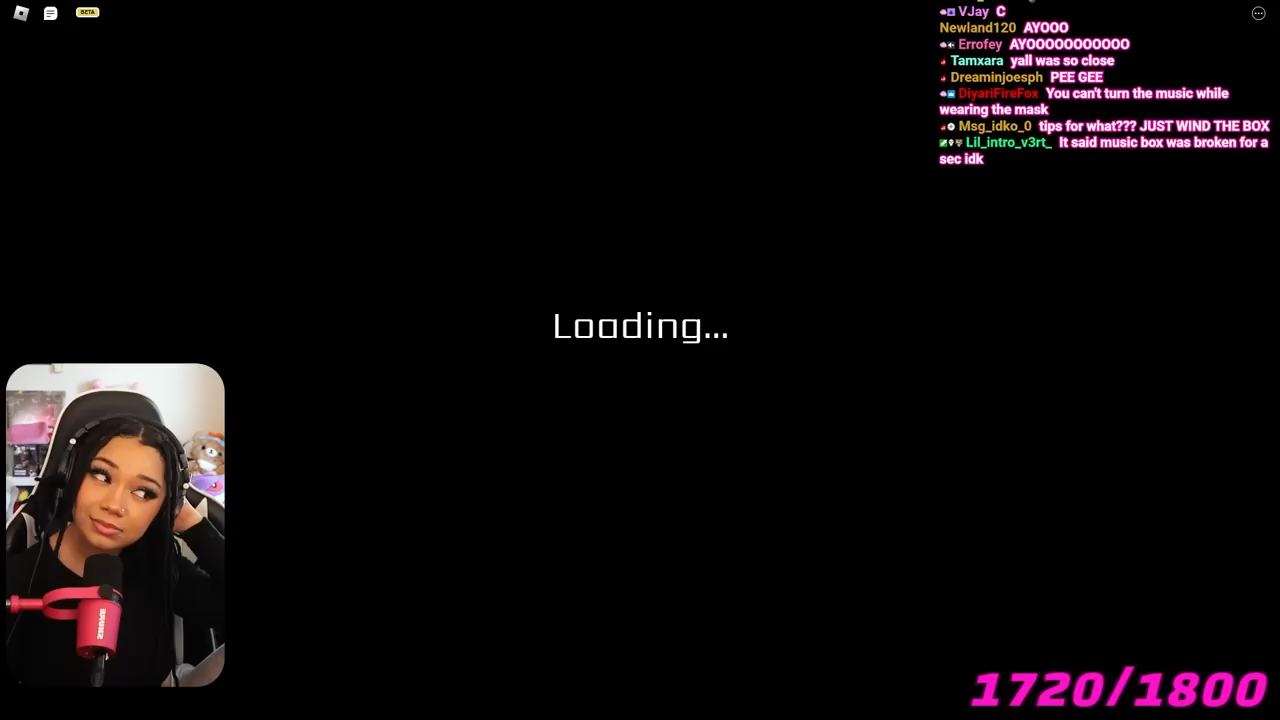 BETA
VJay C
Newland120 AYOOO
Errofey AYOOOOOOOOOOO
Tamxara yall was so close
Dreaminjoesph PEE GEE
DiyariFireFox You can't turn the music while
wearing the mask
Msg_idko_0 tips for what??? JUST WIND THE BOX
Lil_intro_v3rt_ It said music box was broken for a
sec idk
Loading...
1720/1800